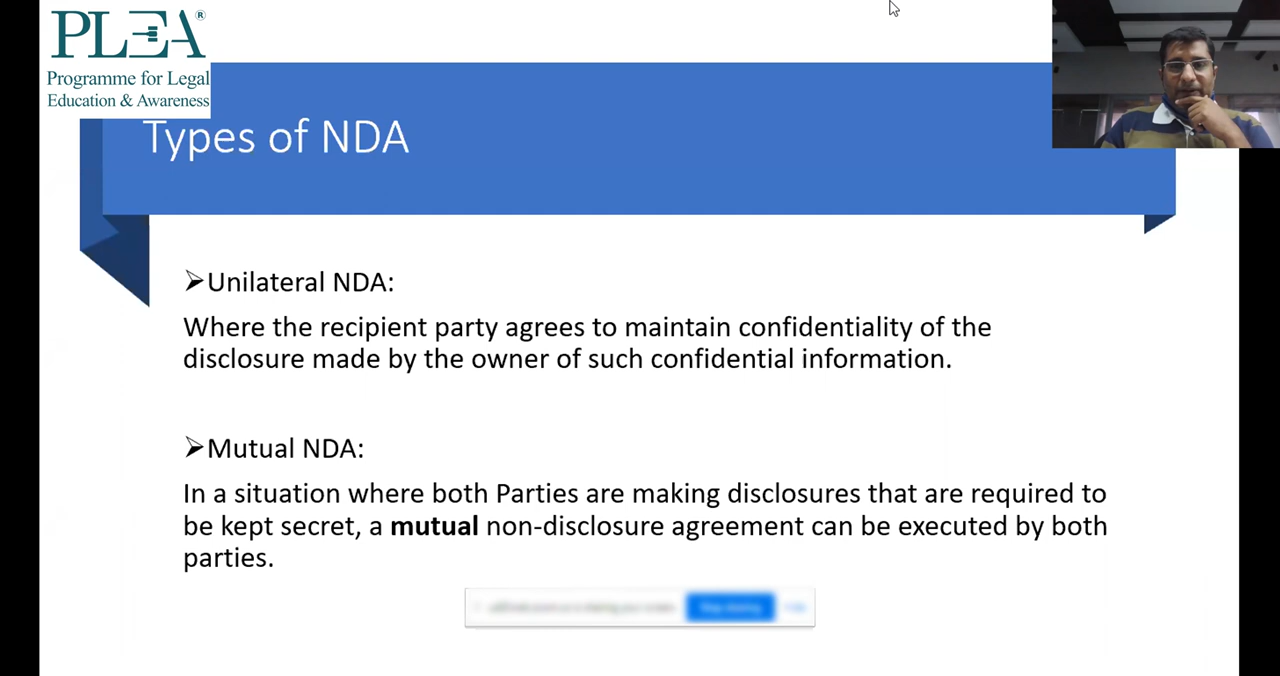 PLEA®
Programme for Legal
Education & Awareness
Types of NDA
➢Unilateral NDA:
Where the recipient party agrees to maintain confidentiality of the
disclosure made by the owner of such confidential information.
➢Mutual NDA:
In a situation where both Parties are making disclosures that are required to
be kept secret, a mutual non-disclosure agreement can be executed by both
parties.